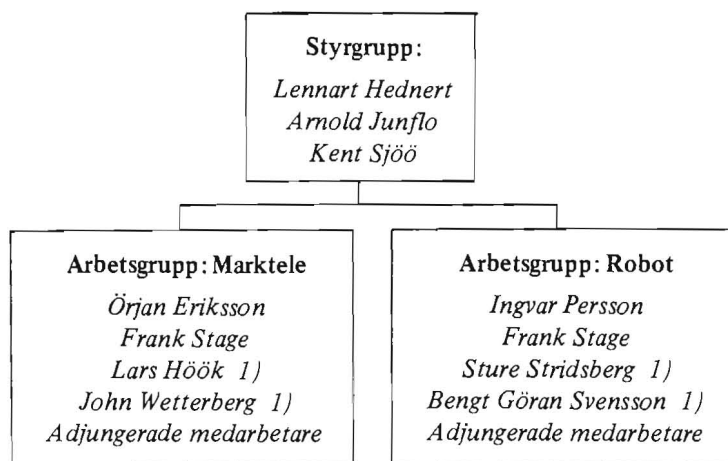 Styrgrupp:
Lennart Hednert
Arnold Junflo
Kent Sjöö
Arbetsgrupp: Marktele
Örjan Eriksson
Frank Stage
Lars Höök 1)
John Wetterberg 1)
Adjungerade medarbetare
Arbetsgrupp: Robot
Ingvar Persson
Frank Stage
Sture Stridsberg 1)
Bengt Göran Svensson 1)
Adjungerade medarbetare